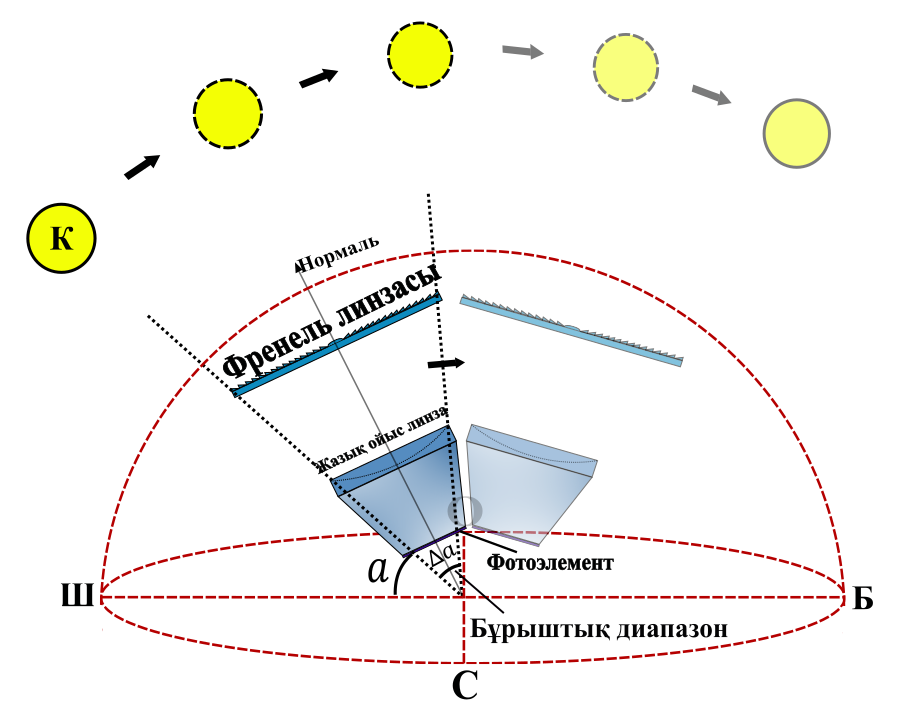 К
Нормаль
Френель линзасы
Жазық ойыс линза
Δα
Фотоэлемент
α
Ш
Б
Бұрыштық диапазон
С